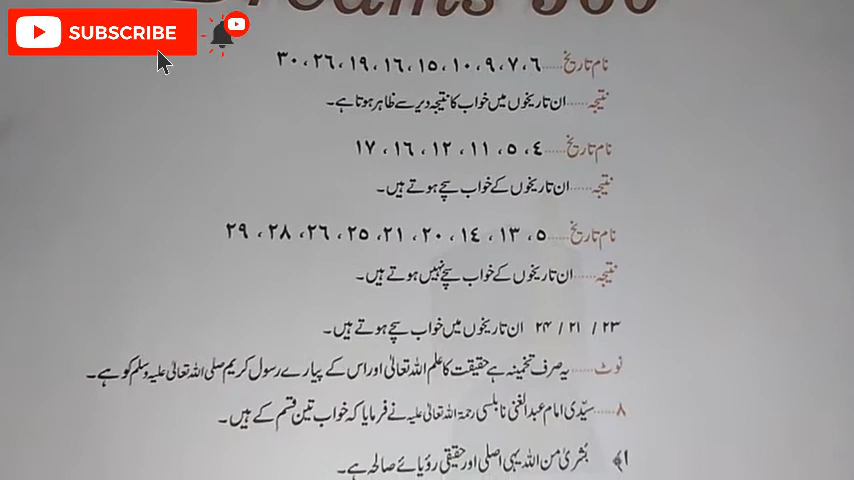 Dreams 360
SUBSCRIBE
نام تاریخ ...... ۶، ۷، ۹، ۱۰، ۱۵، ۱۶، ۱۹، ۲۶، ۳۰
نتیجہ ...... ان تاریخوں میں خواب کا نتیجہ دیر سے ظاہر ہوتا ہے۔
نام تاریخ ...... ۴، ۵، ۱۱، ۱۲، ۱۶، ۱۷
نتیجہ ...... ان تاریخوں کے خواب سچے ہوتے ہیں۔
نام تاریخ ...... ۵، ۱۳، ۱۴، ۲۰، ۲۱، ۲۵، ۲۶، ۲۸، ۲۹
نتیجہ ...... ان تاریخوں کے خواب سچے نہیں ہوتے ہیں۔
۲۳ / ۲۱ / ۲۴ ان تاریخوں میں خواب سچے ہوتے ہیں۔
نوٹ ...... یہ صرف تخمینہ ہے حقیقت کا علم اللہ تعالیٰ اور اس کے پیارے رسول کریم صلی اللہ تعالیٰ علیہ وسلم کو ہے۔
۸ ...... سیّدی امام عبدالغنی نابلسی رحمۃ اللہ تعالیٰ علیہ نے فرمایا کہ خواب تین قسم کے ہیں۔
۱﴾ بُشریٰ من اللہ یہی اصلی اور حقیقی رؤیائے صالحہ ہے۔